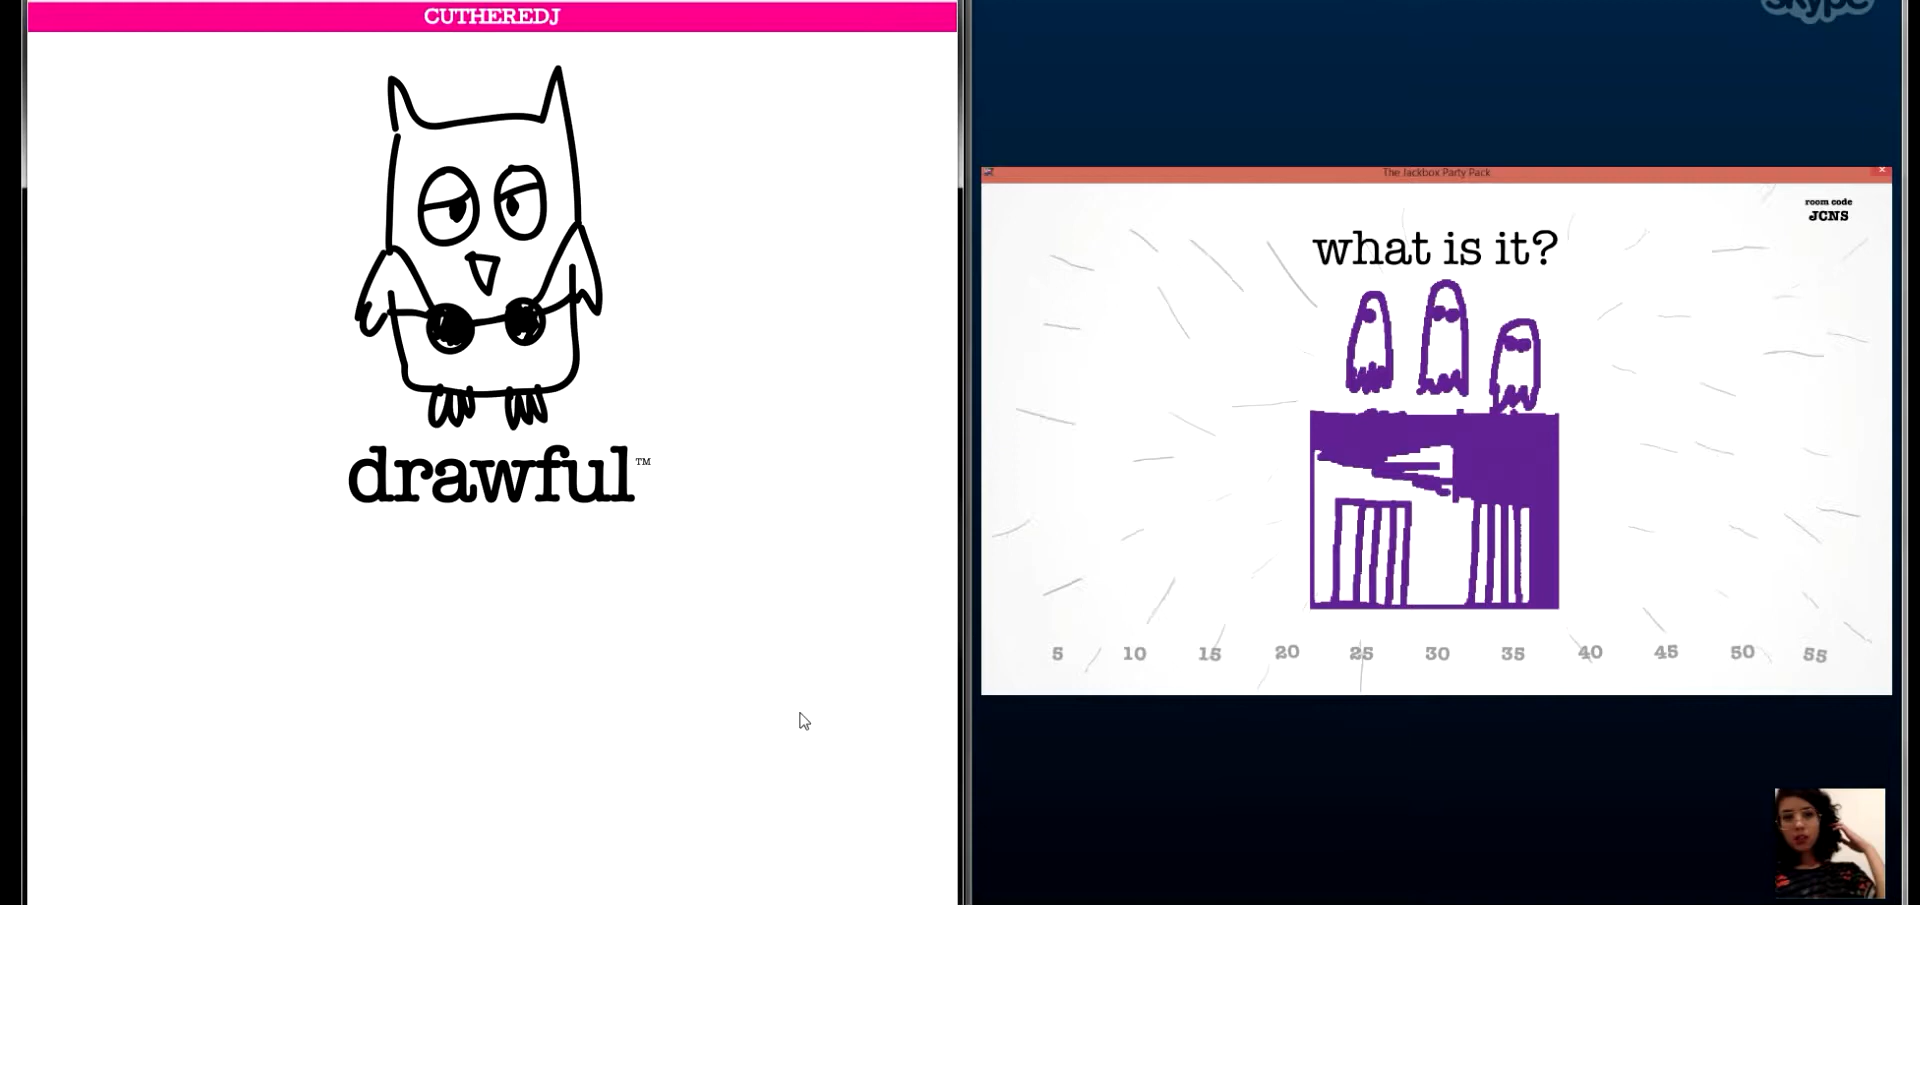 CUTHEREDJ
drawful™
skype
The Jackbox Party Pack
room code
JCNS
what is it?
5 10 15 20 25 30 35 40 45 50 55